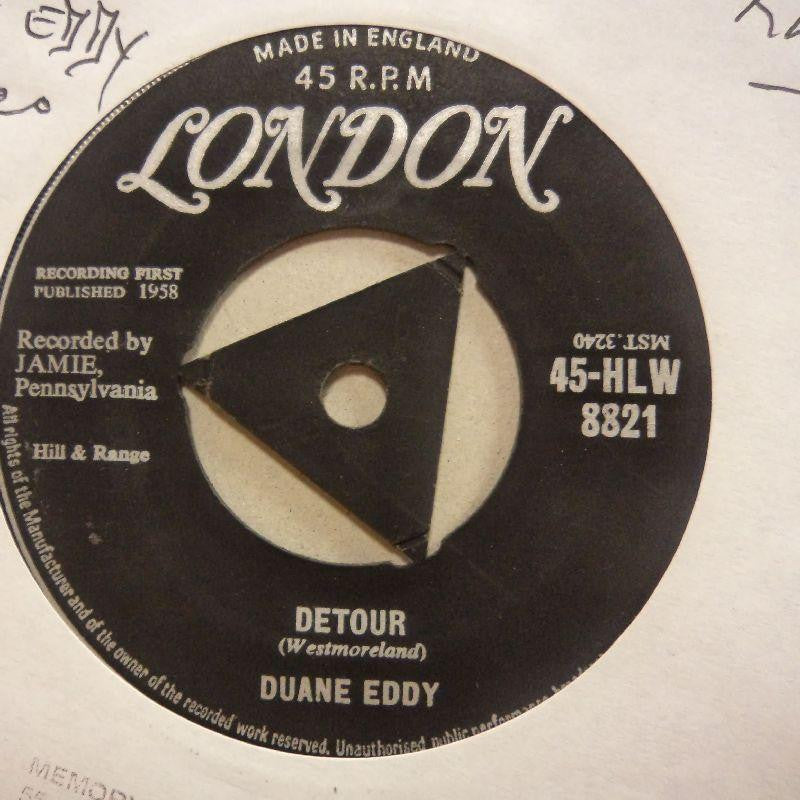 EDDY
MADE IN ENGLAND
45 R.P.M
LONDON
RECORDING FIRST
PUBLISHED 1958
Recorded by
JAMIE,
Pennsylvania
Hill & Range
MST.3240
45-HLW
8821
DETOUR
(Westmoreland)
DUANE EDDY
All rights of the Manufacturer and of the owner of the recorded work reserved. Unauthorised public performance